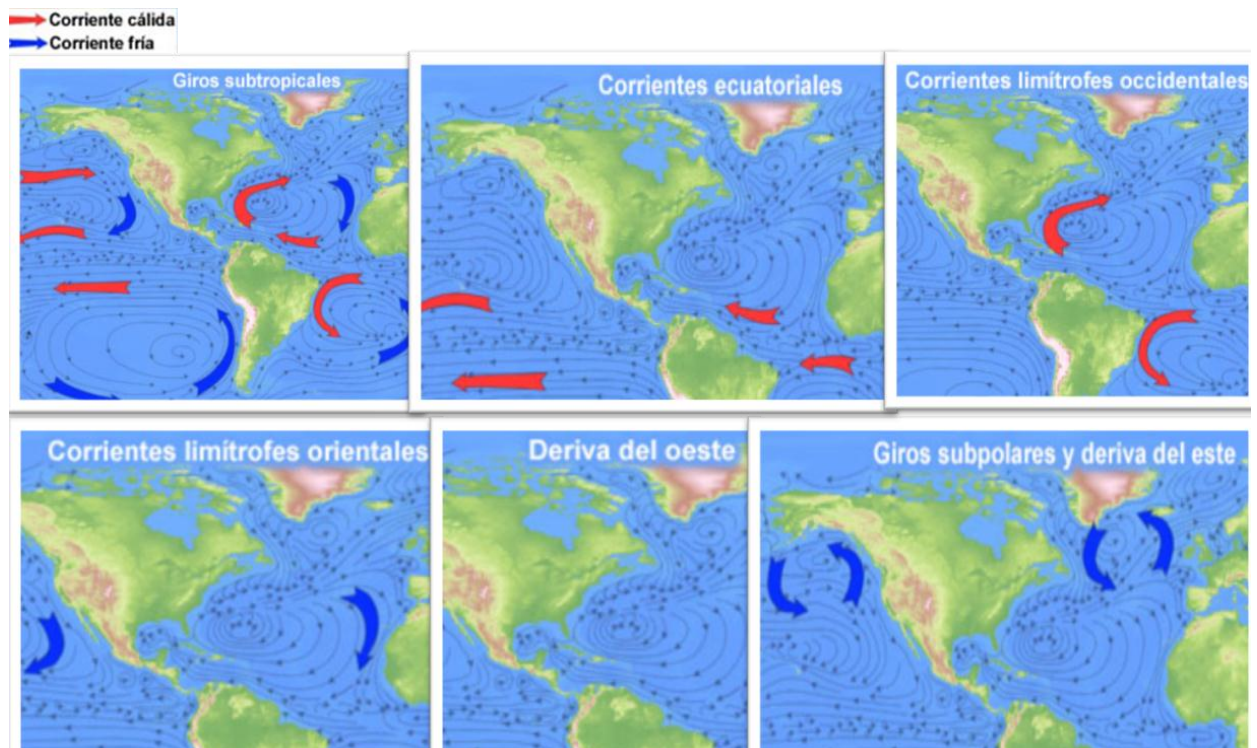 Corriente cálida
Corriente fría
Giros subtropicales
Corrientes ecuatoriales
Corrientes limítrofes occidentales
Corrientes limítrofes orientales
Deriva del oeste
Giros subpolares y deriva del este